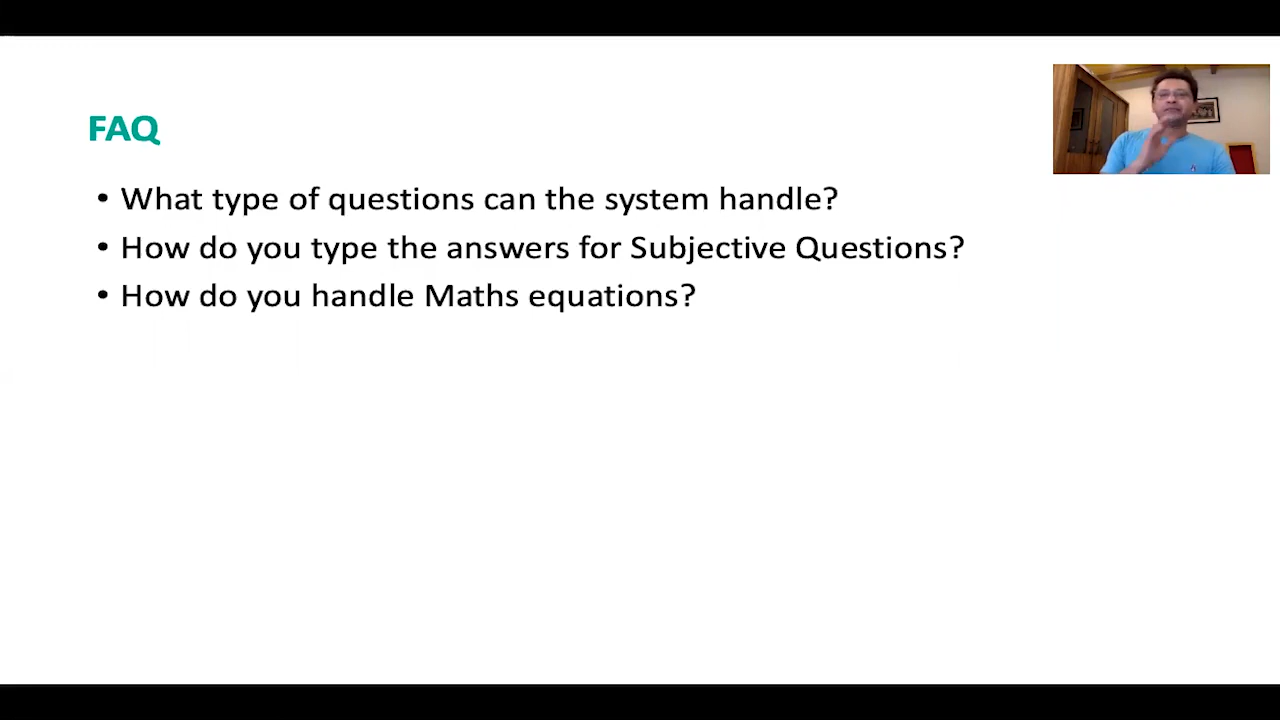 FAQ
• What type of questions can the system handle?
• How do you type the answers for Subjective Questions?
• How do you handle Maths equations?